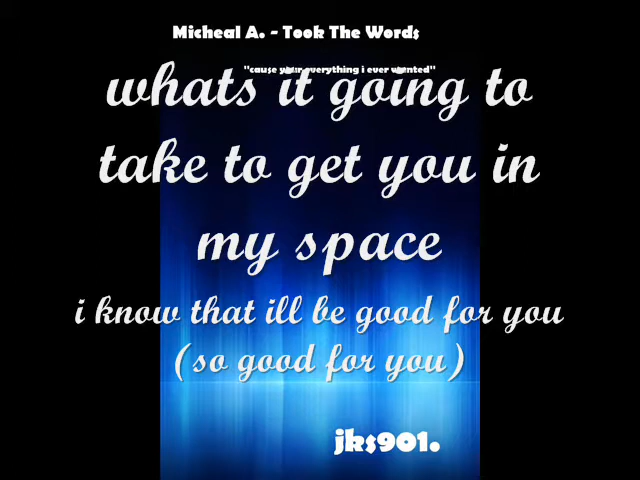 Micheal A. - Took The Words
"cause your everything i ever wanted"
whats it going to
take to get you in
my space
i know that ill be good for you
(so good for you)
jks901.